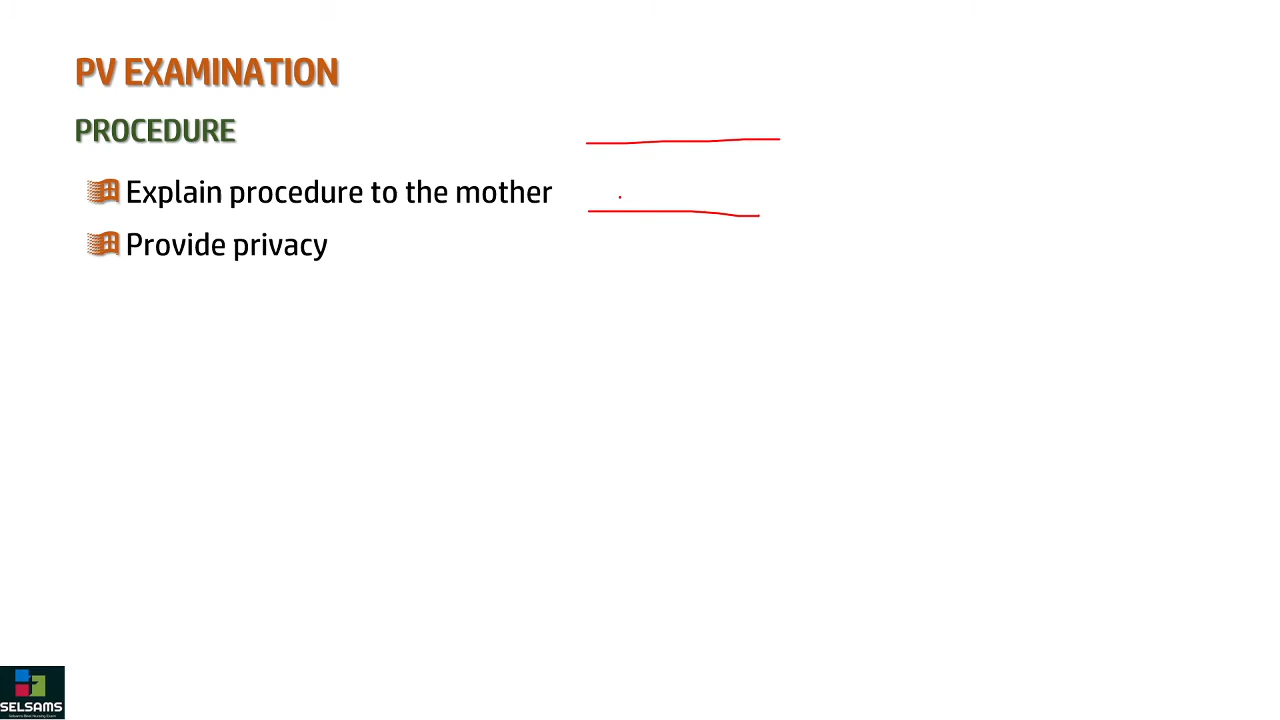 PV EXAMINATION
PROCEDURE
Explain procedure to the mother
Provide privacy
SELSAMS